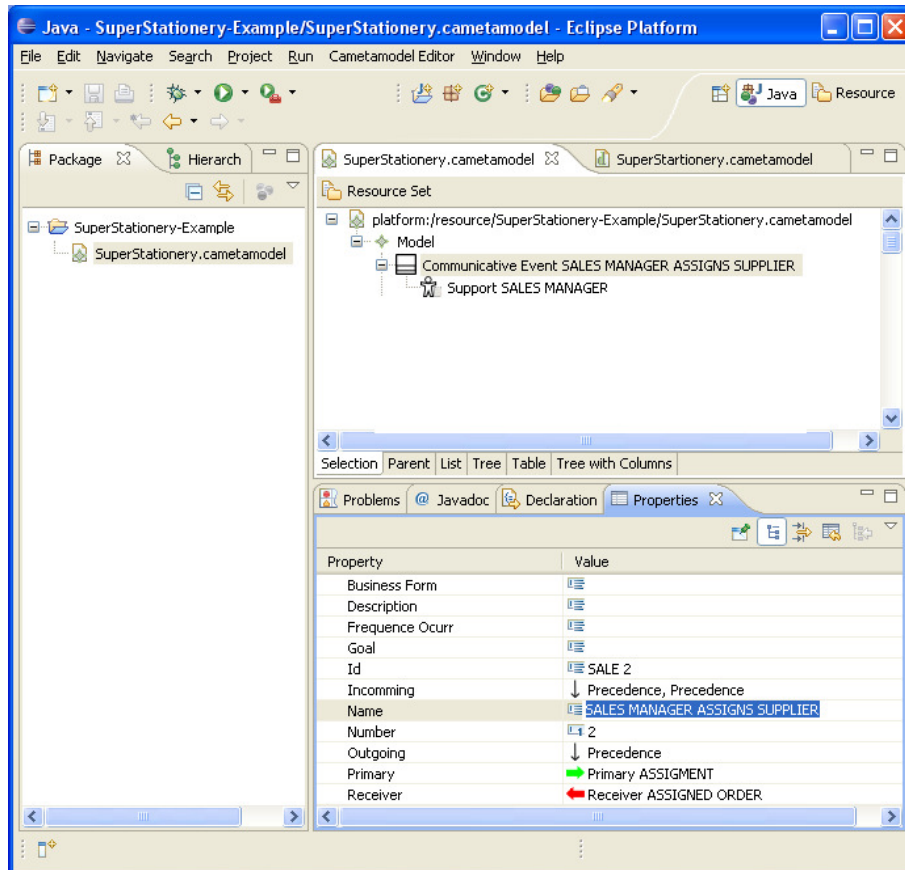 Java - SuperStationery-Example/SuperStationery.cametamodel - Eclipse Platform
File Edit Navigate Search Project Run Cametamodel Editor Window Help
Java Resource
Package Hierarch
SuperStationery-Example
SuperStationery.cametamodel
SuperStationery.cametamodel SuperStartionery.cametamodel
Resource Set
platform:/resource/SuperStationery-Example/SuperStationery.cametamodel
Model
Communicative Event SALES MANAGER ASSIGNS SUPPLIER
Support SALES MANAGER
Selection Parent List Tree Table Tree with Columns
Problems @ Javadoc Declaration Properties
Property Value
Business Form
Description
Frequence Ocurr
Goal
Id SALE 2
Incomming Precedence, Precedence
Name SALES MANAGER ASSIGNS SUPPLIER
Number 2
Outgoing Precedence
Primary Primary ASSIGMENT
Receiver Receiver ASSIGNED ORDER